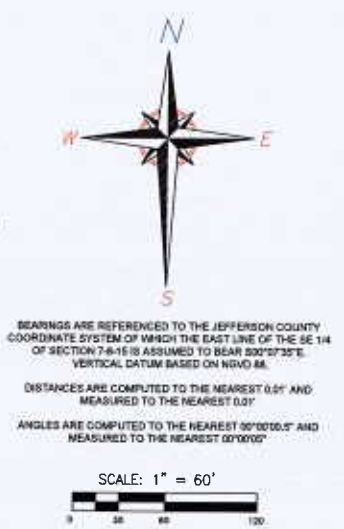 N
W E
S
BEARINGS ARE REFERENCED TO THE JEFFERSON COUNTY
COORDINATE SYSTEM OF WHICH THE EAST LINE OF THE SE 1/4
OF SECTION 7-6-15 IS ASSUMED TO BEAR S00°07'35"E.
VERTICAL DATUM BASED ON NGVD 88.
DISTANCES ARE COMPUTED TO THE NEAREST 0.01' AND
MEASURED TO THE NEAREST 0.01'
ANGLES ARE COMPUTED TO THE NEAREST 00°00'00.5" AND
MEASURED TO THE NEAREST 00°00'05"
SCALE: 1" = 60'
0 30 60 120